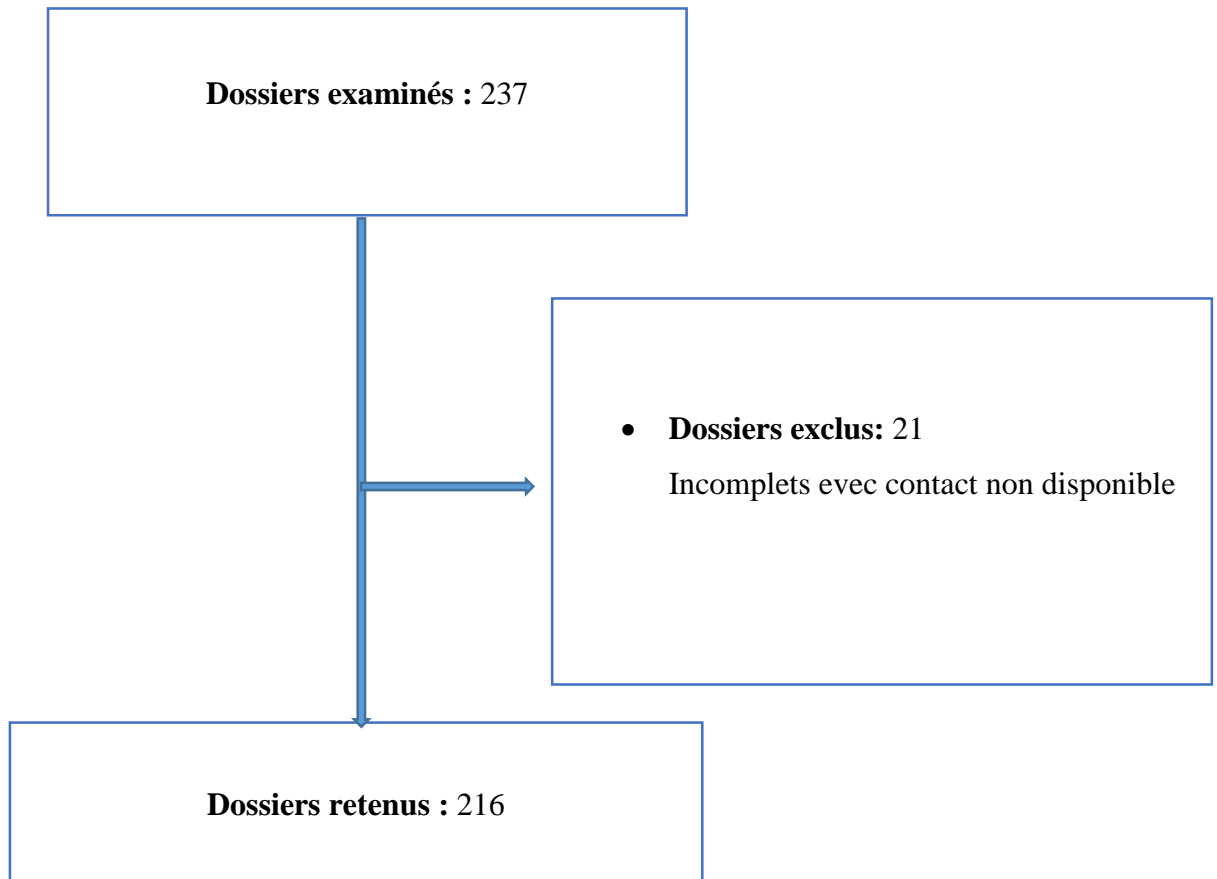 Dossiers examinés : 237
• Dossiers exclus: 21
Incomplets evec contact non disponible
Dossiers retenus : 216